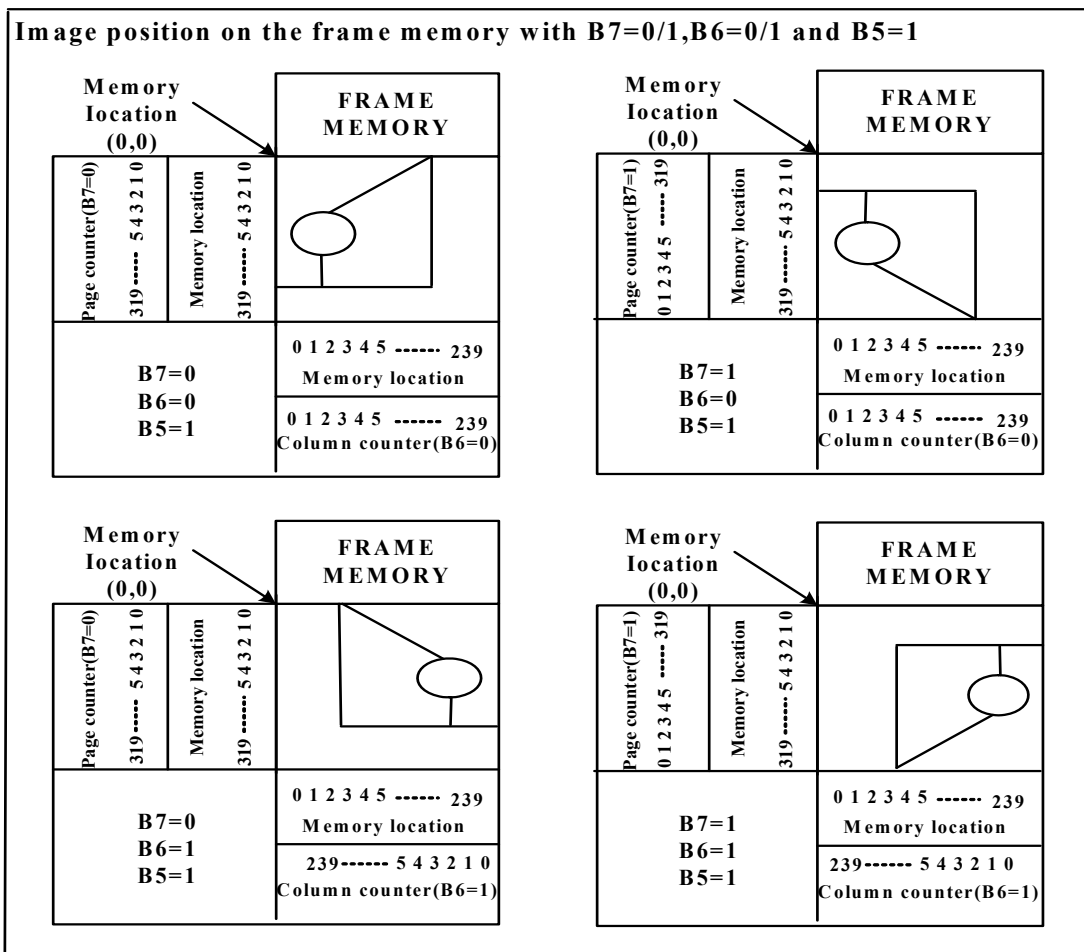 Image position on the frame memory with B7=0/1,B6=0/1 and B5=1
Memory
Iocation
(0,0)
FRAME
MEMORY
Page counter(B7=0)
319 ------ 5 4 3 2 1 0
Memory location
319 ------ 5 4 3 2 1 0
B7=0
B6=0
B5=1
0 1 2 3 4 5 ------ 239
Memory location
0 1 2 3 4 5 ------ 239
Column counter(B6=0)
Memory
Iocation
(0,0)
FRAME
MEMORY
Page counter(B7=1)
0 1 2 3 4 5 ------ 319
Memory location
319 ------ 5 4 3 2 1 0
B7=1
B6=0
B5=1
0 1 2 3 4 5 ------ 239
Memory location
0 1 2 3 4 5 ------ 239
Column counter(B6=0)
Memory
Iocation
(0,0)
FRAME
MEMORY
Page counter(B7=0)
319 ------ 5 4 3 2 1 0
Memory location
319 ------ 5 4 3 2 1 0
B7=0
B6=1
B5=1
0 1 2 3 4 5 ------ 239
Memory location
239------ 5 4 3 2 1 0
Column counter(B6=1)
Memory
Iocation
(0,0)
FRAME
MEMORY
Page counter(B7=1)
0 1 2 3 4 5 ------ 319
Memory location
319 ------ 5 4 3 2 1 0
B7=1
B6=1
B5=1
0 1 2 3 4 5 ------ 239
Memory location
239------ 5 4 3 2 1 0
Column counter(B6=1)